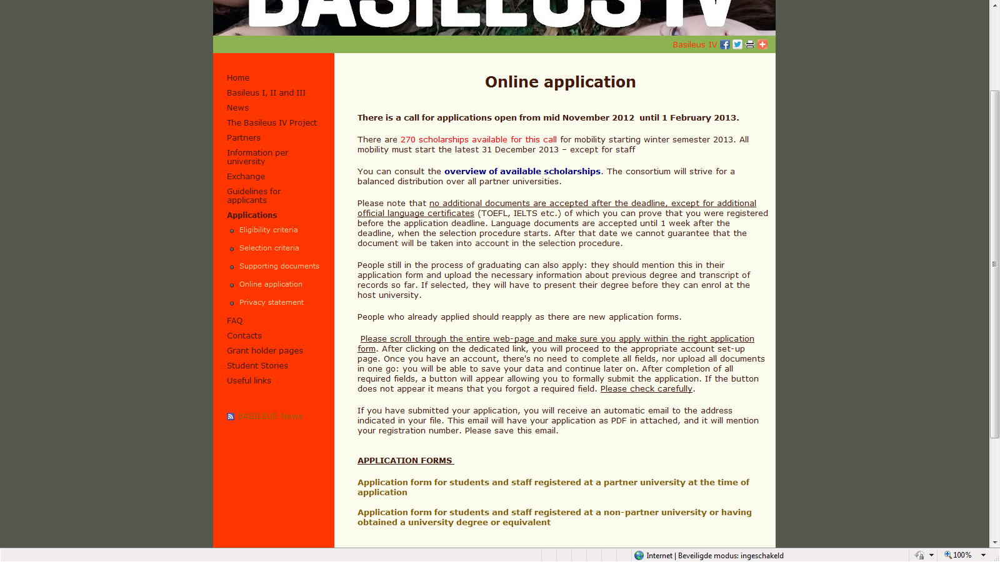 BASILEUS IV
Basileus IV
Home
Basileus I, II and III
News
The Basileus IV Project
Partners
Information per
university
Exchange
Guidelines for
applicants
Applications
Eligibility criteria
Selection criteria
Supporting documents
Online application
Privacy statement
FAQ
Contacts
Grant holder pages
Student Stories
Useful links
BASILEUS News
Online application
There is a call for applications open from mid November 2012  until 1 February 2013.
There are 270 scholarships available for this call for mobility starting winter semester 2013. All
mobility must start the latest 31 December 2013 – except for staff
You can consult the overview of available scholarships. The consortium will strive for a
balanced distribution over all partner universities.
Please note that no additional documents are accepted after the deadline, except for additional
official language certificates (TOEFL, IELTS etc.) of which you can prove that you were registered
before the application deadline. Language documents are accepted until 1 week after the
deadline, when the selection procedure starts. After that date we cannot guarantee that the
document will be taken into account in the selection procedure.
People still in the process of graduating can also apply: they should mention this in their
application form and upload the necessary information about previous degree and transcript of
records so far. If selected, they will have to present their degree before they can enrol at the
host university.
People who already applied should reapply as there are new application forms.
Please scroll through the entire web-page and make sure you apply within the right application
form. After clicking on the dedicated link, you will proceed to the appropriate account set-up
page. Once you have an account, there's no need to complete all fields, nor upload all documents
in one go: you will be able to save your data and continue later on. After completion of all
required fields, a button will appear allowing you to formally submit the application. If the button
does not appear it means that you forgot a required field. Please check carefully.
If you have submitted your application, you will receive an automatic email to the address
indicated in your file. This email will have your application as PDF in attached, and it will mention
your registration number. Please save this email.
APPLICATION FORMS
Application form for students and staff registered at a partner university at the time of
application
Application form for students and staff registered at a non-partner university or having
obtained a university degree or equivalent
Internet | Beveiligde modus: ingeschakeld
100%